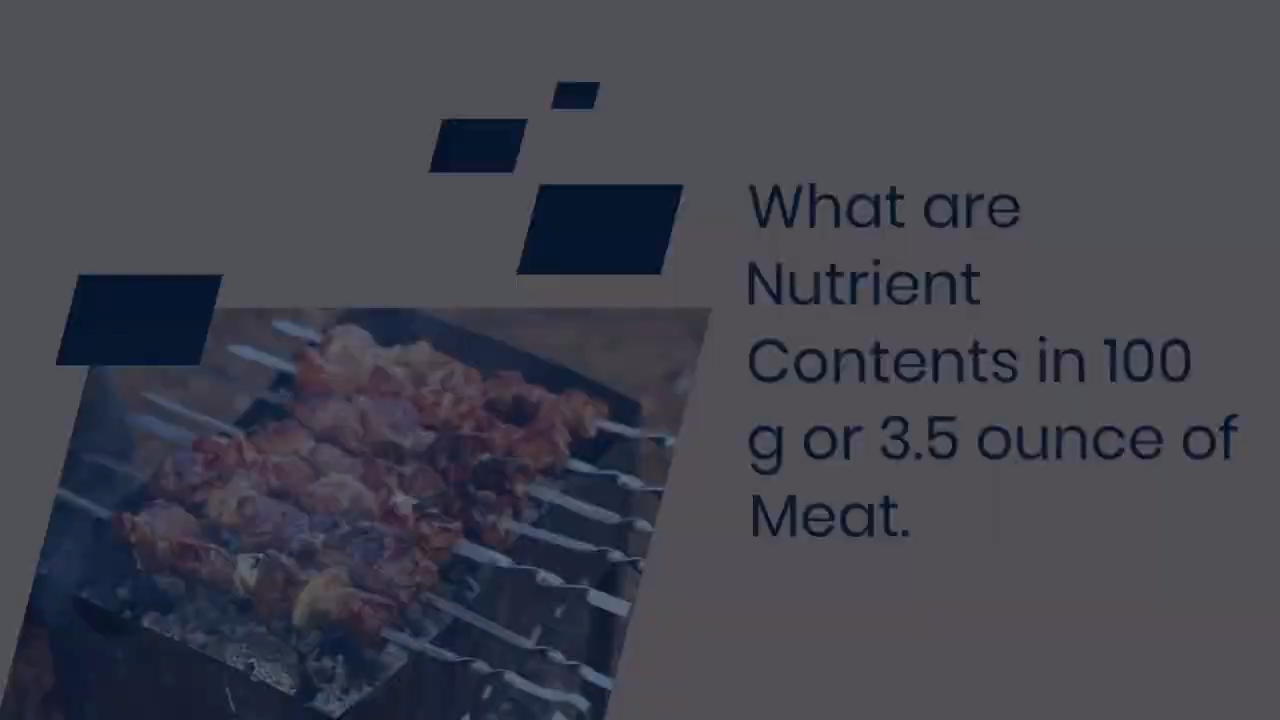 What are
Nutrient
Contents in 100
g or 3.5 ounce of
Meat.